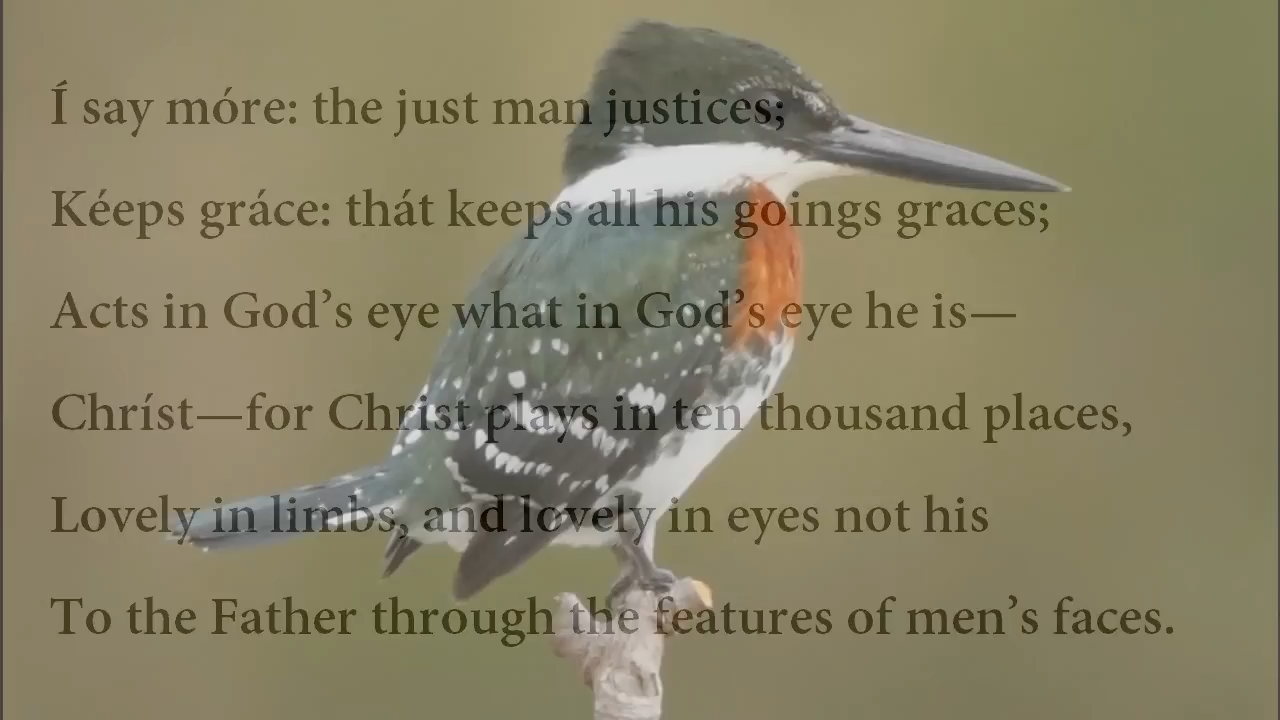 Í say móre: the just man justices;
Kéeps gráce: thát keeps all his goings graces;
Acts in God’s eye what in God’s eye he is—
Chríst—for Christ plays in ten thousand places,
Lovely in limbs, and lovely in eyes not his
To the Father through the features of men’s faces.